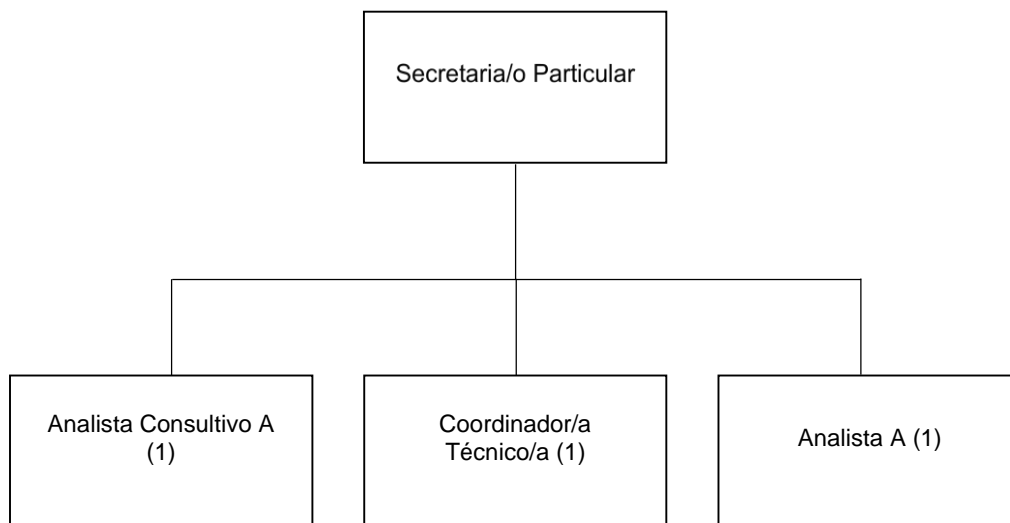 Secretaria/o Particular
Analista Consultivo A
(1)
Coordinador/a
Técnico/a (1)
Analista A (1)